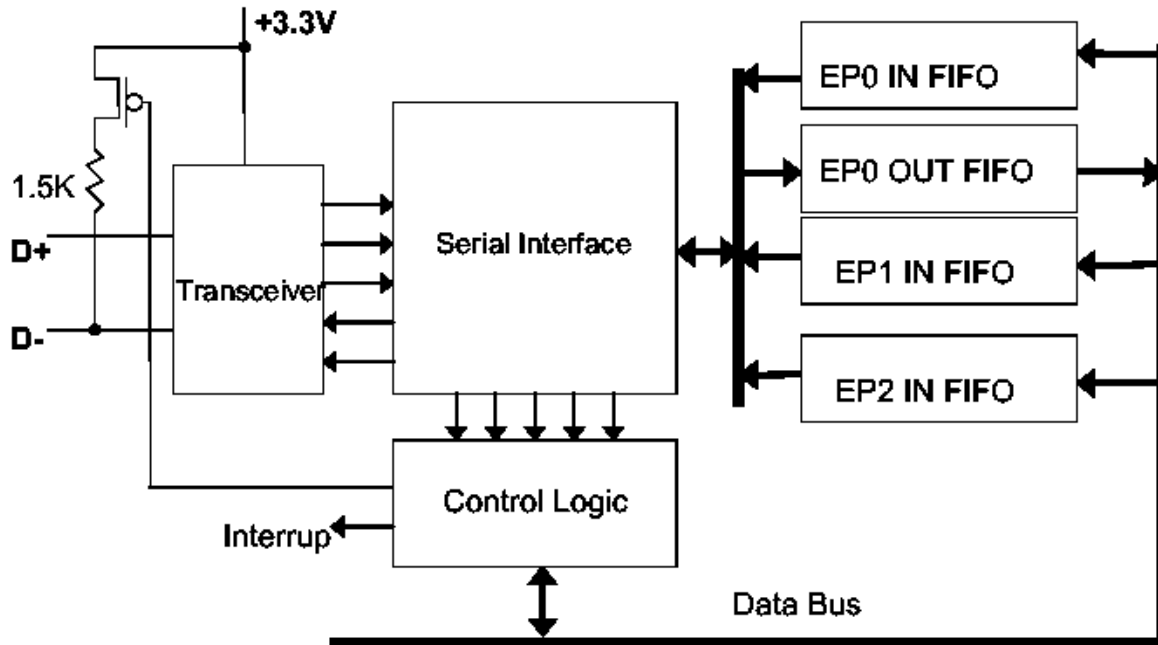 +3.3V
EP0 IN FIFO
1.5K
EP0 OUT FIFO
D+
Serial Interface
EP1 IN FIFO
Transceiver
D-
EP2 IN FIFO
Control Logic
Interrup
Data Bus